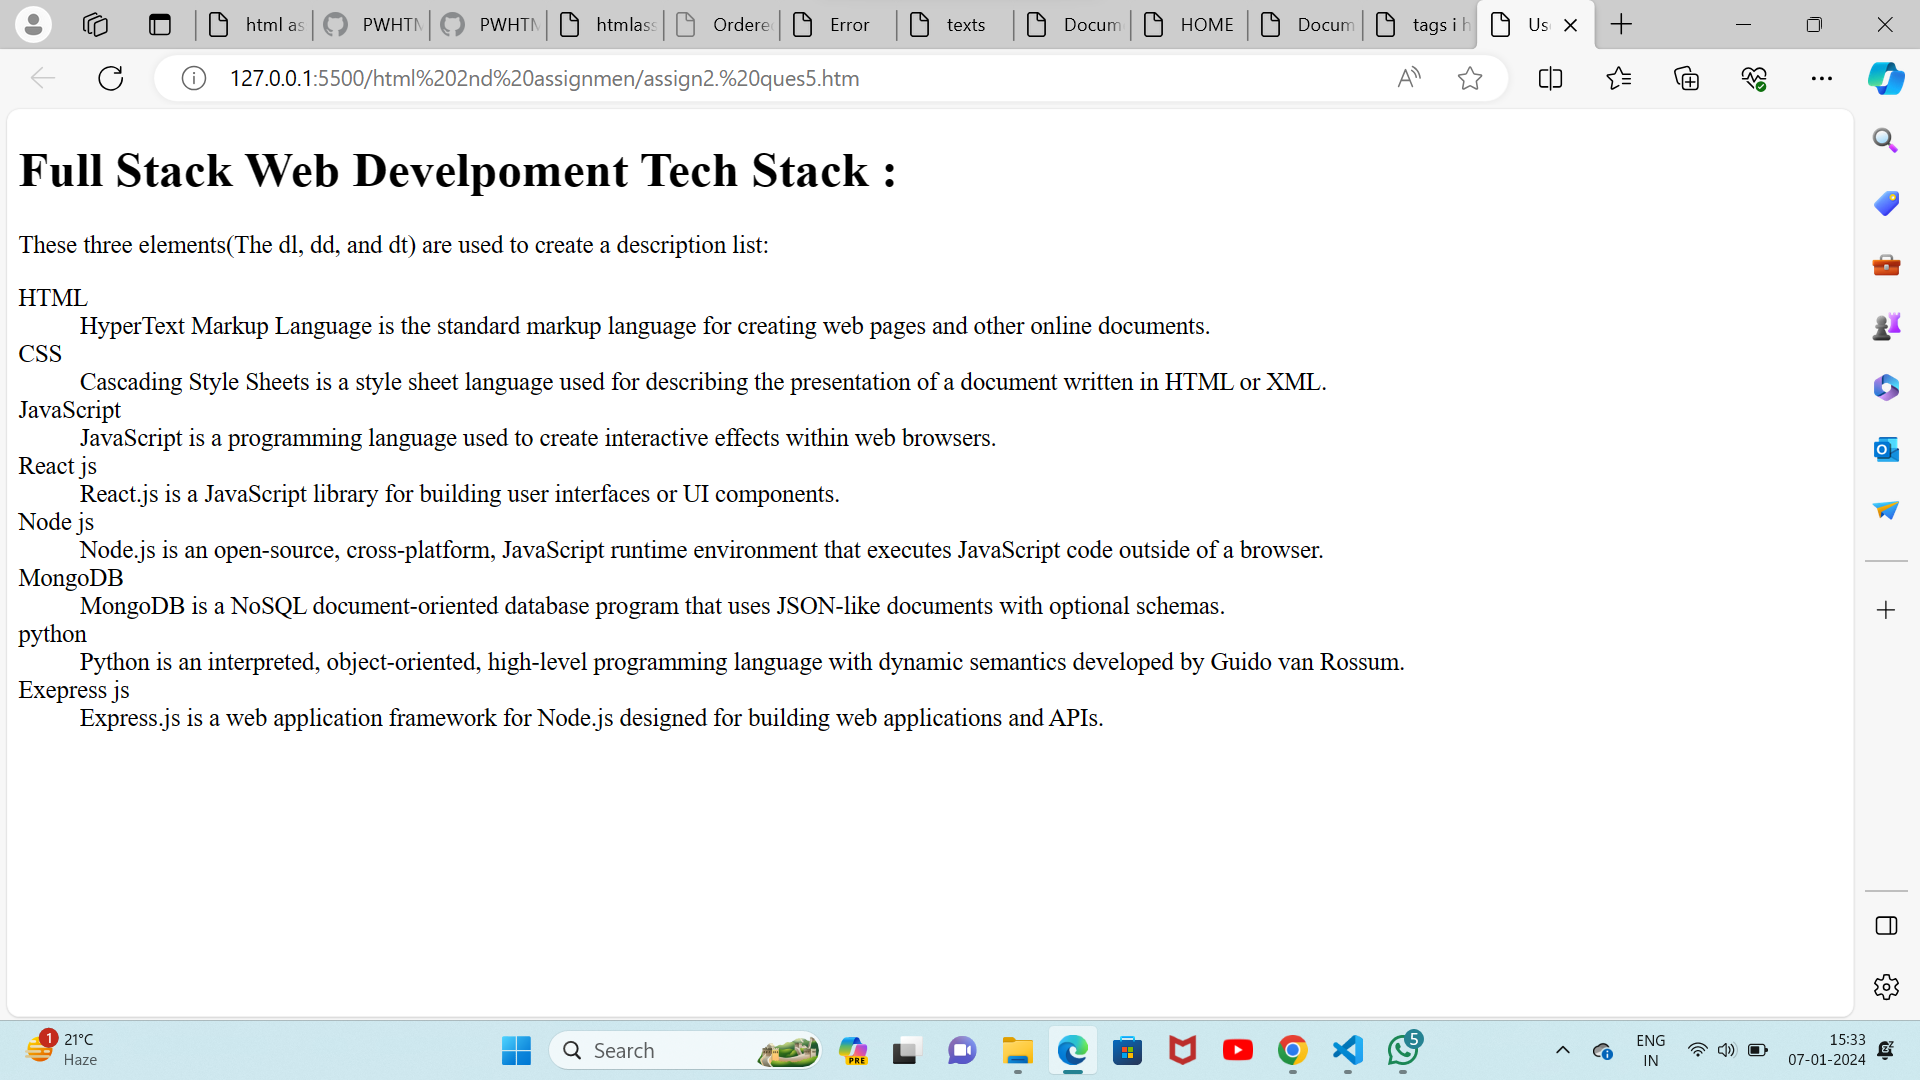 html as
PWHTM
PWHTM
htmlass
Ordere
Error
texts
Docum
HOME
Docum
tags i h
Us
127.0.0.1:5500/html%202nd%20assignmen/assign2.%20ques5.htm
Full Stack Web Develpoment Tech Stack :
These three elements(The dl, dd, and dt) are used to create a description list:
HTML
HyperText Markup Language is the standard markup language for creating web pages and other online documents.
CSS
Cascading Style Sheets is a style sheet language used for describing the presentation of a document written in HTML or XML.
JavaScript
JavaScript is a programming language used to create interactive effects within web browsers.
React js
React.js is a JavaScript library for building user interfaces or UI components.
Node js
Node.js is an open-source, cross-platform, JavaScript runtime environment that executes JavaScript code outside of a browser.
MongoDB
MongoDB is a NoSQL document-oriented database program that uses JSON-like documents with optional schemas.
python
Python is an interpreted, object-oriented, high-level programming language with dynamic semantics developed by Guido van Rossum.
Exepress js
Express.js is a web application framework for Node.js designed for building web applications and APIs.
1
21°C
Haze
Search
PRE
5
ENG
IN
15:33
07-01-2024